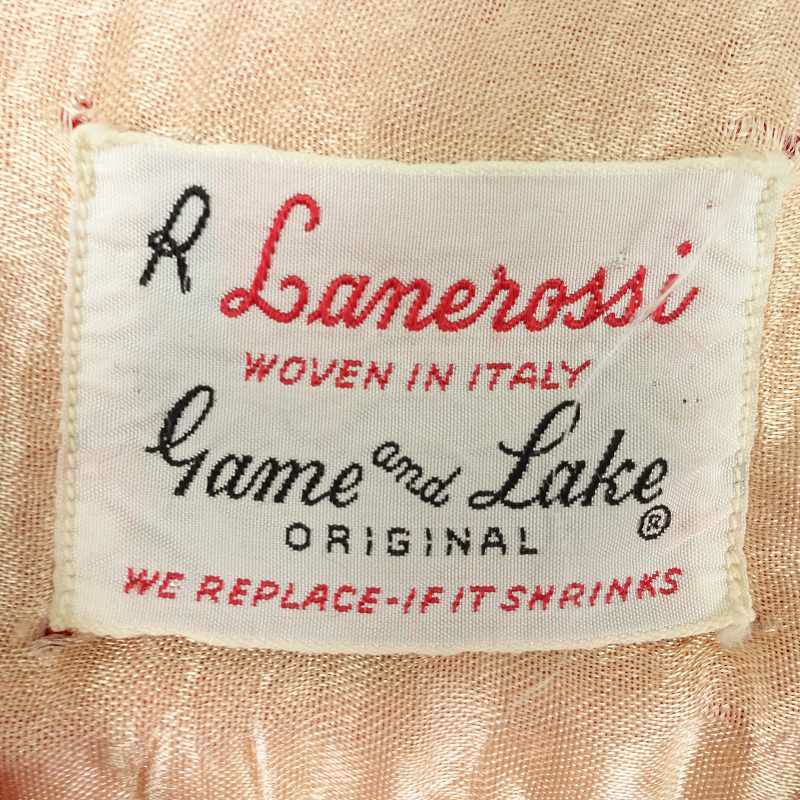 R Lanerossi
WOVEN IN ITALY
Game and Lake ®
ORIGINAL
WE REPLACE-IF IT SHRINKS